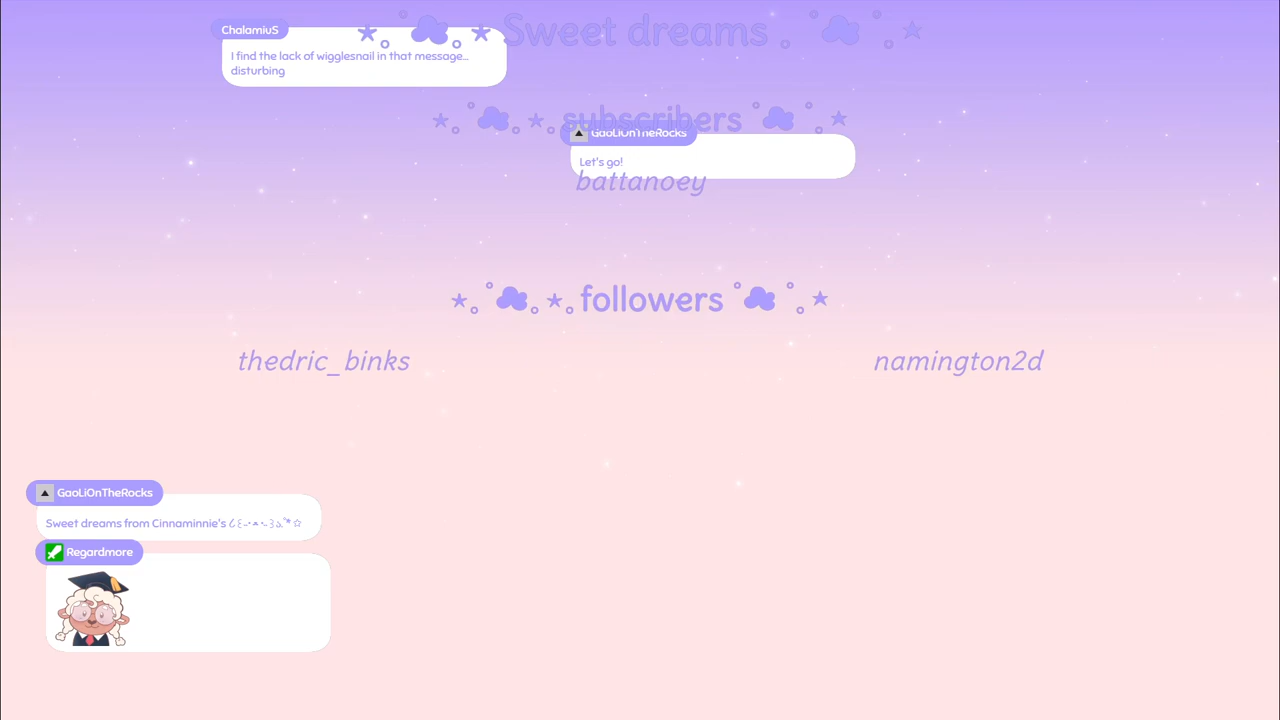 ChalamiuS
Sweet dreams
I find the lack of wigglesnail in that message...
disturbing
subscribers
GaoLiOnTheRocks
Let's go!
battanoey
followers
thedric_binks
namington2d
GaoLiOnTheRocks
Sweet dreams from Cinnaminnie's
Regardmore